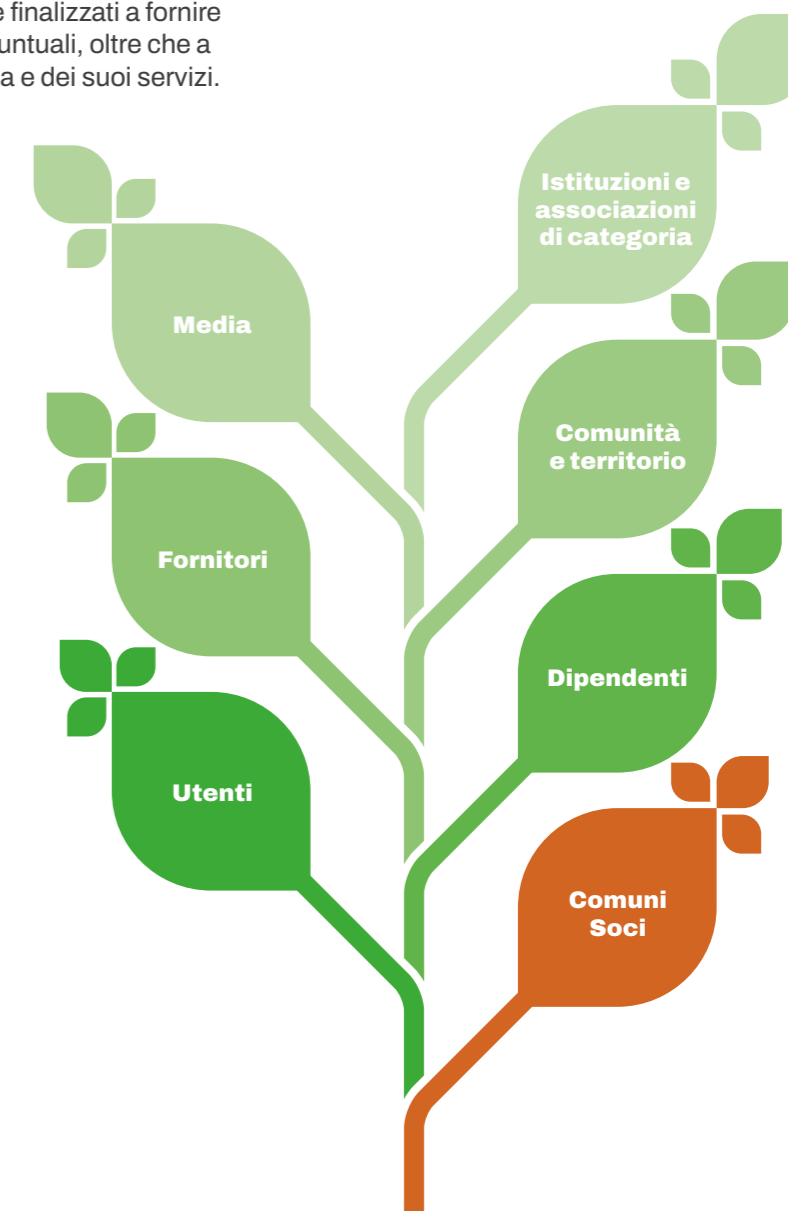 e finalizzati a fornire
untuali, oltre che a
a e dei suoi servizi.
Istituzioni e
associazioni
di categoria
Media
Comunità
e territorio
Fornitori
Dipendenti
Utenti
Comuni
Soci